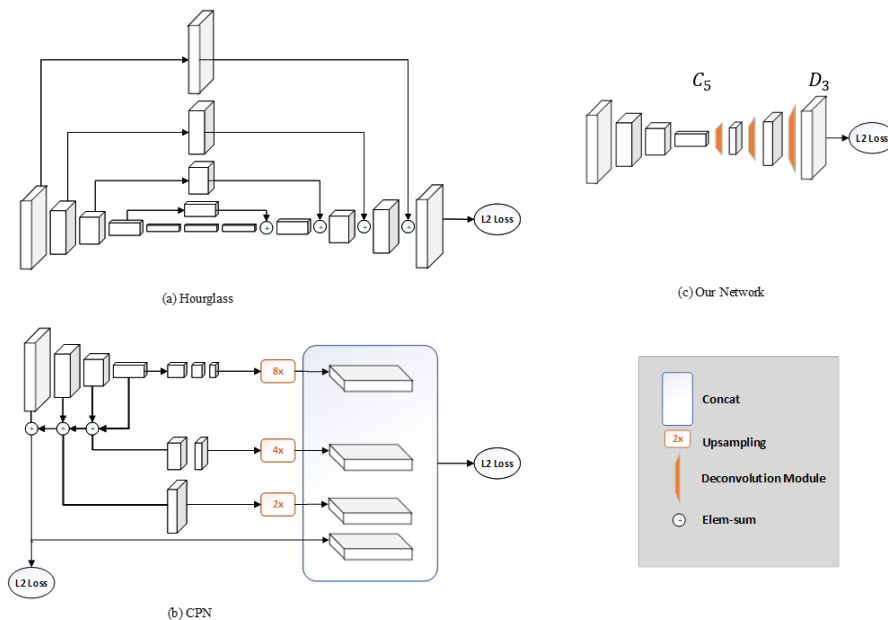 C5
D3
L2 Loss
+
+
+
+
L2 Loss
(a) Hourglass
(c) Our Network
8x
+
+
+
4x
L2 Loss
2x
L2 Loss
(b) CPN
Concat
2x
Upsampling
Deconvolution Module
+
Elem-sum